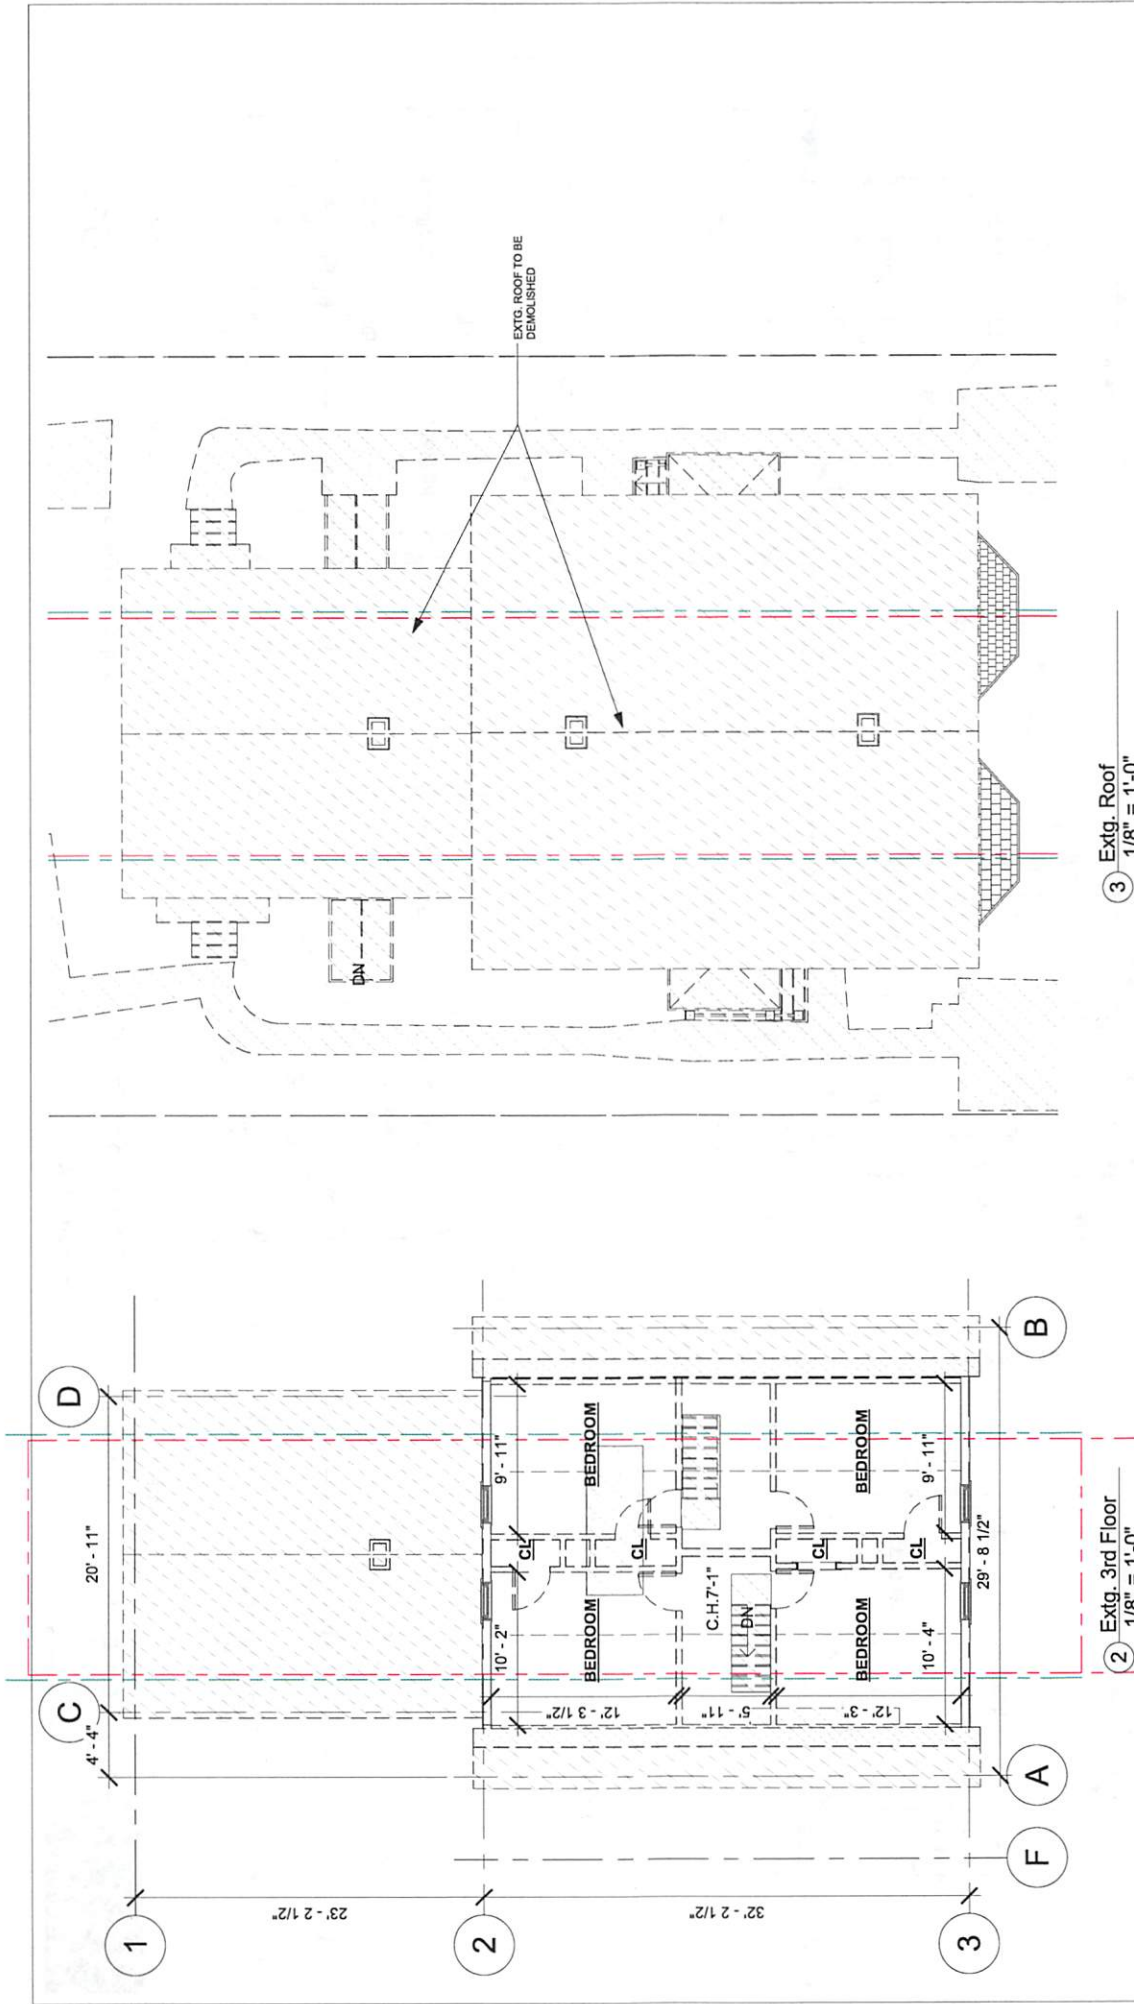 D
C
20' - 11"
4' - 4"
1
2
3
23' - 2 1/2"
32' - 2 1/2"
9' - 11"
10' - 2"
BEDROOM
BEDROOM
CL
CL
12' - 3 1/2"
C.H.7'-1"
DN
5' - 11"
CL
CL
BEDROOM
BEDROOM
9' - 11"
10' - 4"
12' - 3"
29' - 8 1/2"
B
A
F
2
Extg. 3rd Floor
1/8" = 1'-0"
EXTG. ROOF TO BE
DEMOLISHED
DN
3
Extg. Roof
1/8" = 1'-0"